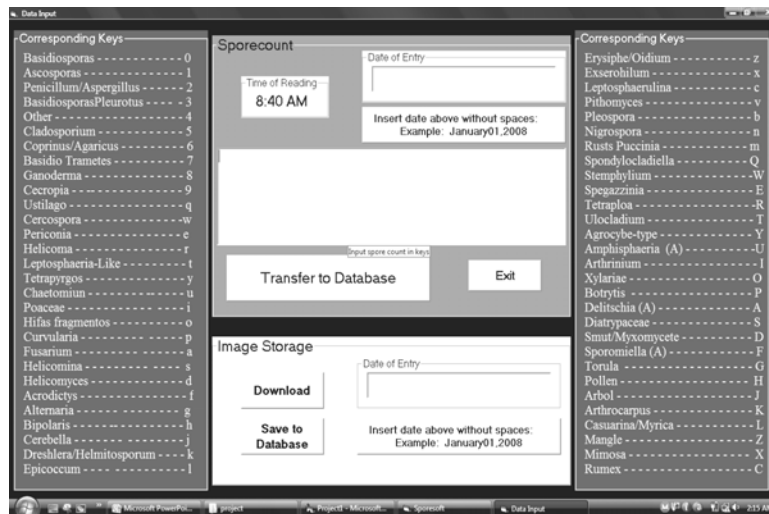 Data Input
Corresponding Keys
Basidiosporas - - - - - - - - - - - - 0
Ascosporas - - - - - - - - - - - - - 1
Penicillum/Aspergillus - - - - - - 2
BasidiosporasPleurotus - - - - - 3
Other - - - - - - - - - - - - - - - - - 4
Cladosporium - - - - - - - - - - - 5
Coprinus/Agaricus - - - - - - - - 6
Basidio Trametes - - - - - - - - - 7
Ganoderma - - - - - - - - - - - - - 8
Cecropia - - - - - - - - - - - - - - 9
Ustilago - - - - - - - - - - - - - - - q
Cercospora - - - - - - - - - - - - -w
Periconia - - - - - - - - - - - - - - e
Helicoma - - - - - - - - - - - - - - r
Leptosphaeria-Like - - - - - - - - t
Tetrapyrgos - - - - - - - - - - - - y
Chaetomiun - - - - - - - - - - - - u
Poaceae - - - - - - - - - - - - - - - i
Hifas fragmentos - - - - - - - - - o
Curvularia - - - - - - - - - - - - - p
Fusarium - - - - - - - - - - - - - - a
Helicomina - - - - - - - - - - - - s
Helicomyces - - - - - - - - - - - - d
Acrodictys - - - - - - - - - - - - - f
Alternaria - - - - - - - - - - - - - g
Bipolaris - - - - - - - - - - - - - - h
Cerebella - - - - - - - - - - - - - - j
Dreshlera/Helmitosporum - - - - k
Epicoccum - - - - - - - - - - - - - l
Sporecount
Time of Reading
8:40 AM
Date of Entry
Insert date above without spaces:
Example: January01,2008
Input spore count in keys
Transfer to Database
Exit
Image Storage
Download
Save to
Database
Date of Entry
Insert date above without spaces:
Example: January01,2008
Corresponding Keys
Erysiphe/Oidium - - - - - - - - - - z
Exserohilum - - - - - - - - - - - - - x
Leptosphaerulina - - - - - - - - - - c
Pithomyces - - - - - - - - - - - - - - v
Pleospora - - - - - - - - - - - - - - - b
Nigrospora - - - - - - - - - - - - - - n
Rusts Puccinia - - - - - - - - - - - m
Spondylocladiella - - - - - - - - - Q
Stemphylium - - - - - - - - - - - - -W
Spegazzinia - - - - - - - - - - - - - E
Tetraploa - - - - - - - - - - - - - - -R
Ulocladium - - - - - - - - - - - - - T
Agrocybe-type - - - - - - - - - - - Y
Amphisphaeria (A) - - - - - - - - -U
Arthrinium - - - - - - - - - - - - - - I
Xylariae - - - - - - - - - - - - - - - O
Botrytis - - - - - - - - - - - - - - - P
Delitschia (A) - - - - - - - - - - - - A
Diatrypaceae - - - - - - - - - - - - S
Smut/Myxomycete - - - - - - - - D
Sporomiella (A) - - - - - - - - - - - F
Torula - - - - - - - - - - - - - - - - G
Pollen - - - - - - - - - - - - - - - - H
Arbol - - - - - - - - - - - - - - - - - J
Arthrocarpus - - - - - - - - - - - - K
Casuarina/Myrica - - - - - - - - - L
Mangle - - - - - - - - - - - - - - - - Z
Mimosa - - - - - - - - - - - - - - - X
Rumex - - - - - - - - - - - - - - - - C
Microsoft PowerPoi...
project
Project1 - Microsoft...
Sporesoft
Data Input
2:15 AM